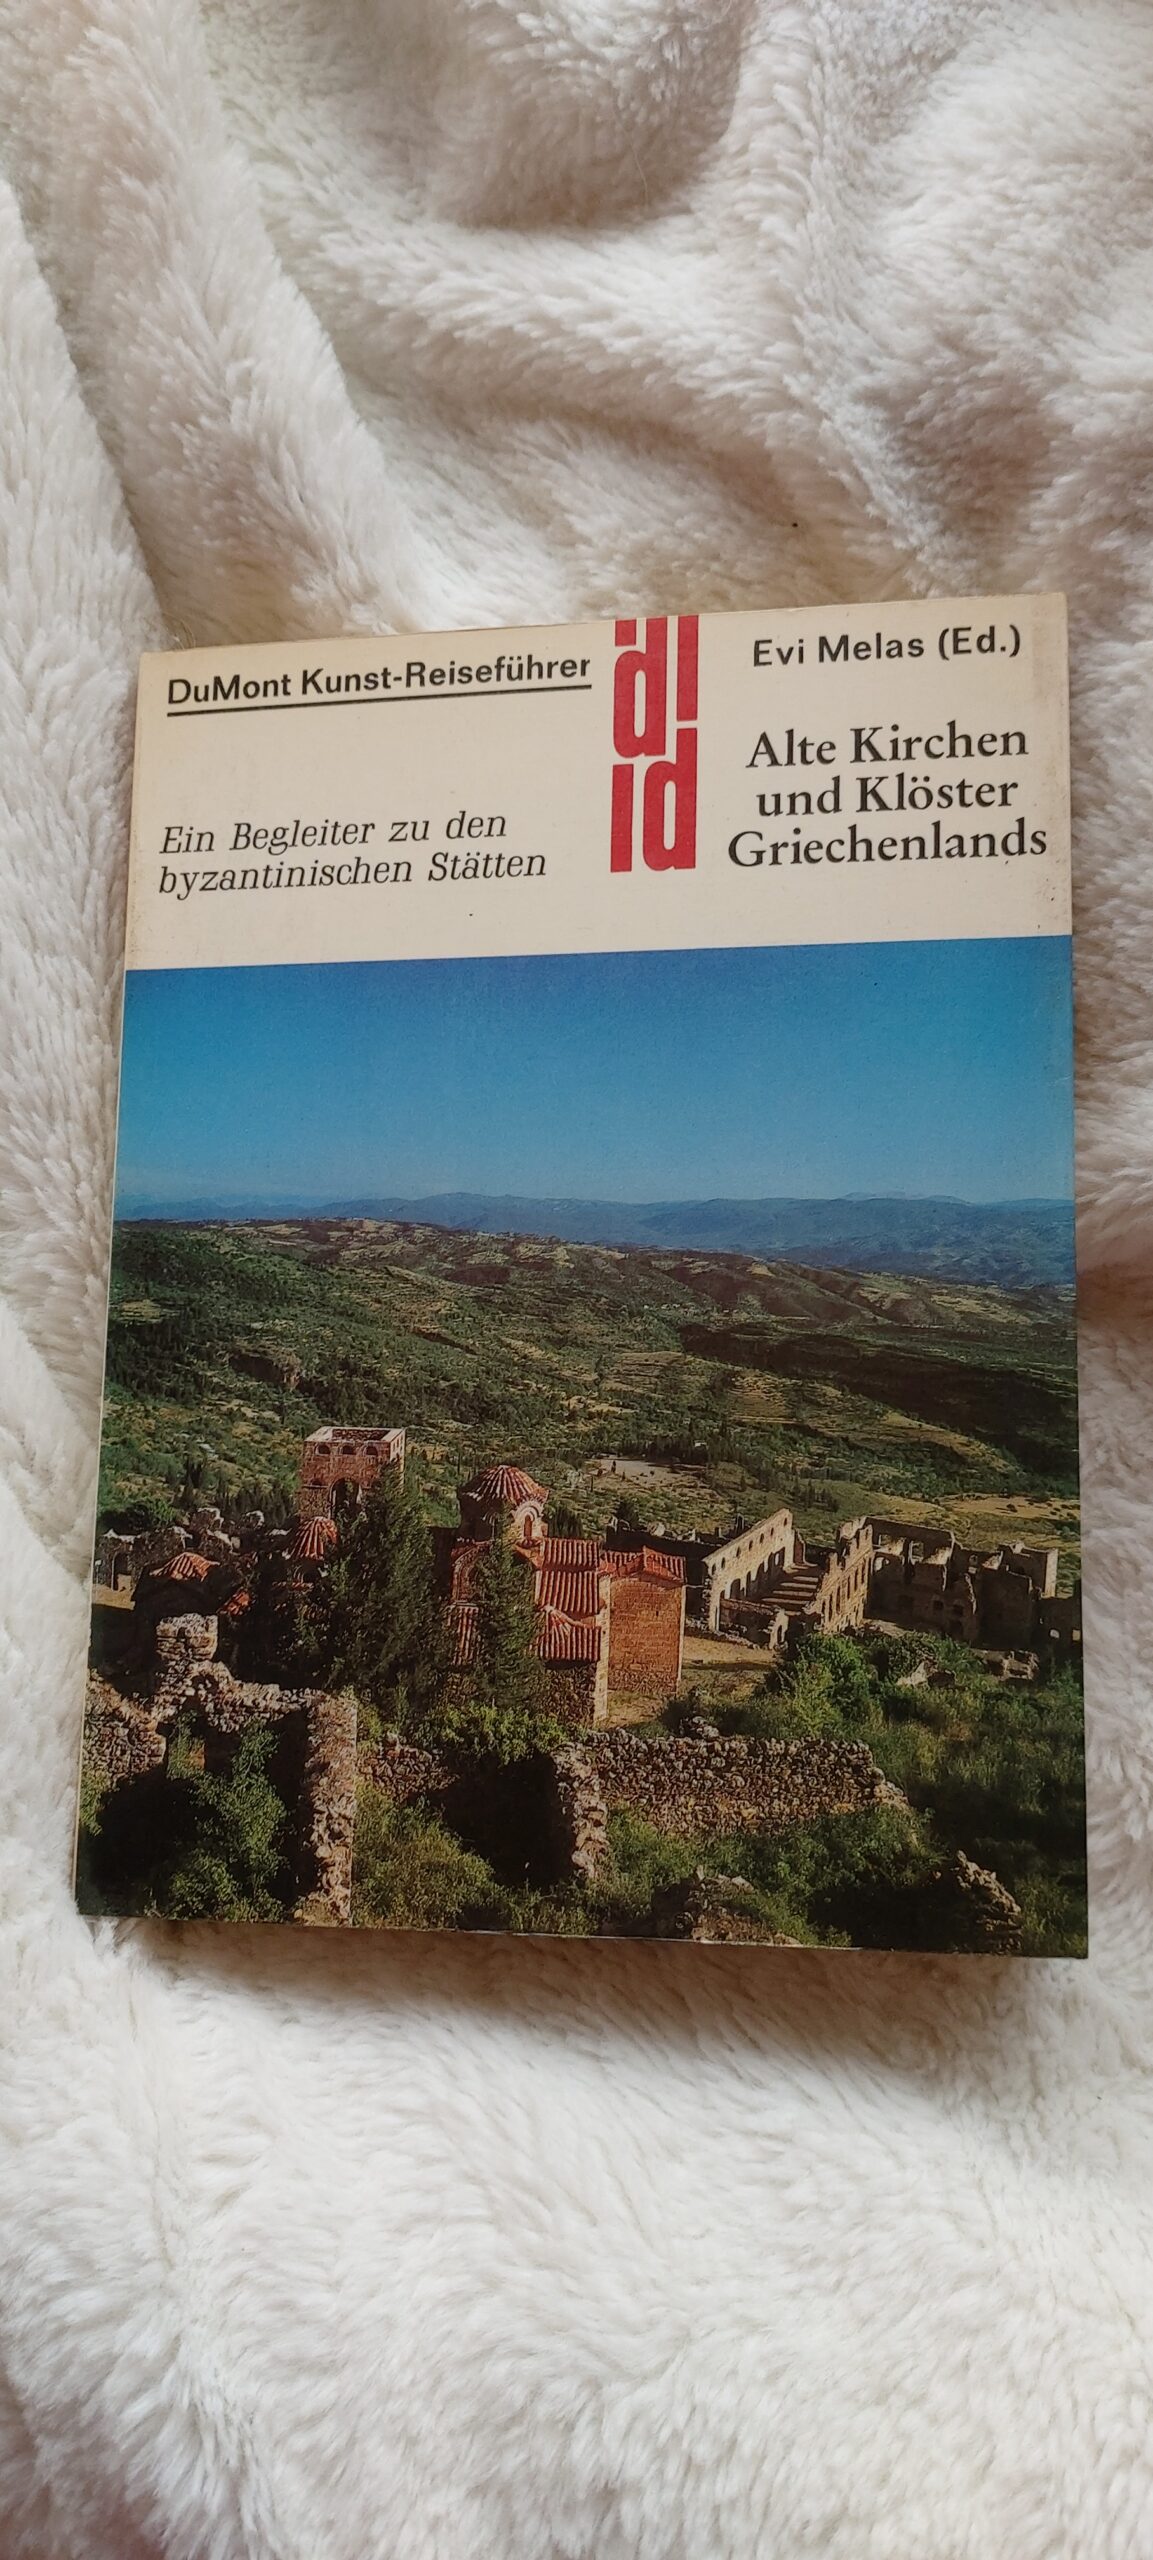 DuMont Kunst-Reiseführer
Ein Begleiter zu den
byzantinischen Stätten
Evi Melas (Ed.)
Alte Kirchen
und Klöster
Griechenlands